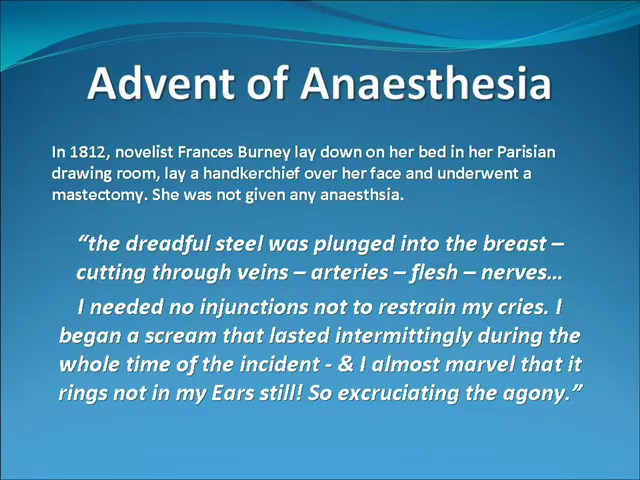 Advent of Anaesthesia
In 1812, novelist Frances Burney lay down on her bed in her Parisian
drawing room, lay a handkerchief over her face and underwent a
mastectomy. She was not given any anaesthsia.
“the dreadful steel was plunged into the breast –
cutting through veins – arteries – flesh – nerves…
I needed no injunctions not to restrain my cries. I
began a scream that lasted intermittingly during the
whole time of the incident - & I almost marvel that it
rings not in my Ears still! So excruciating the agony.”